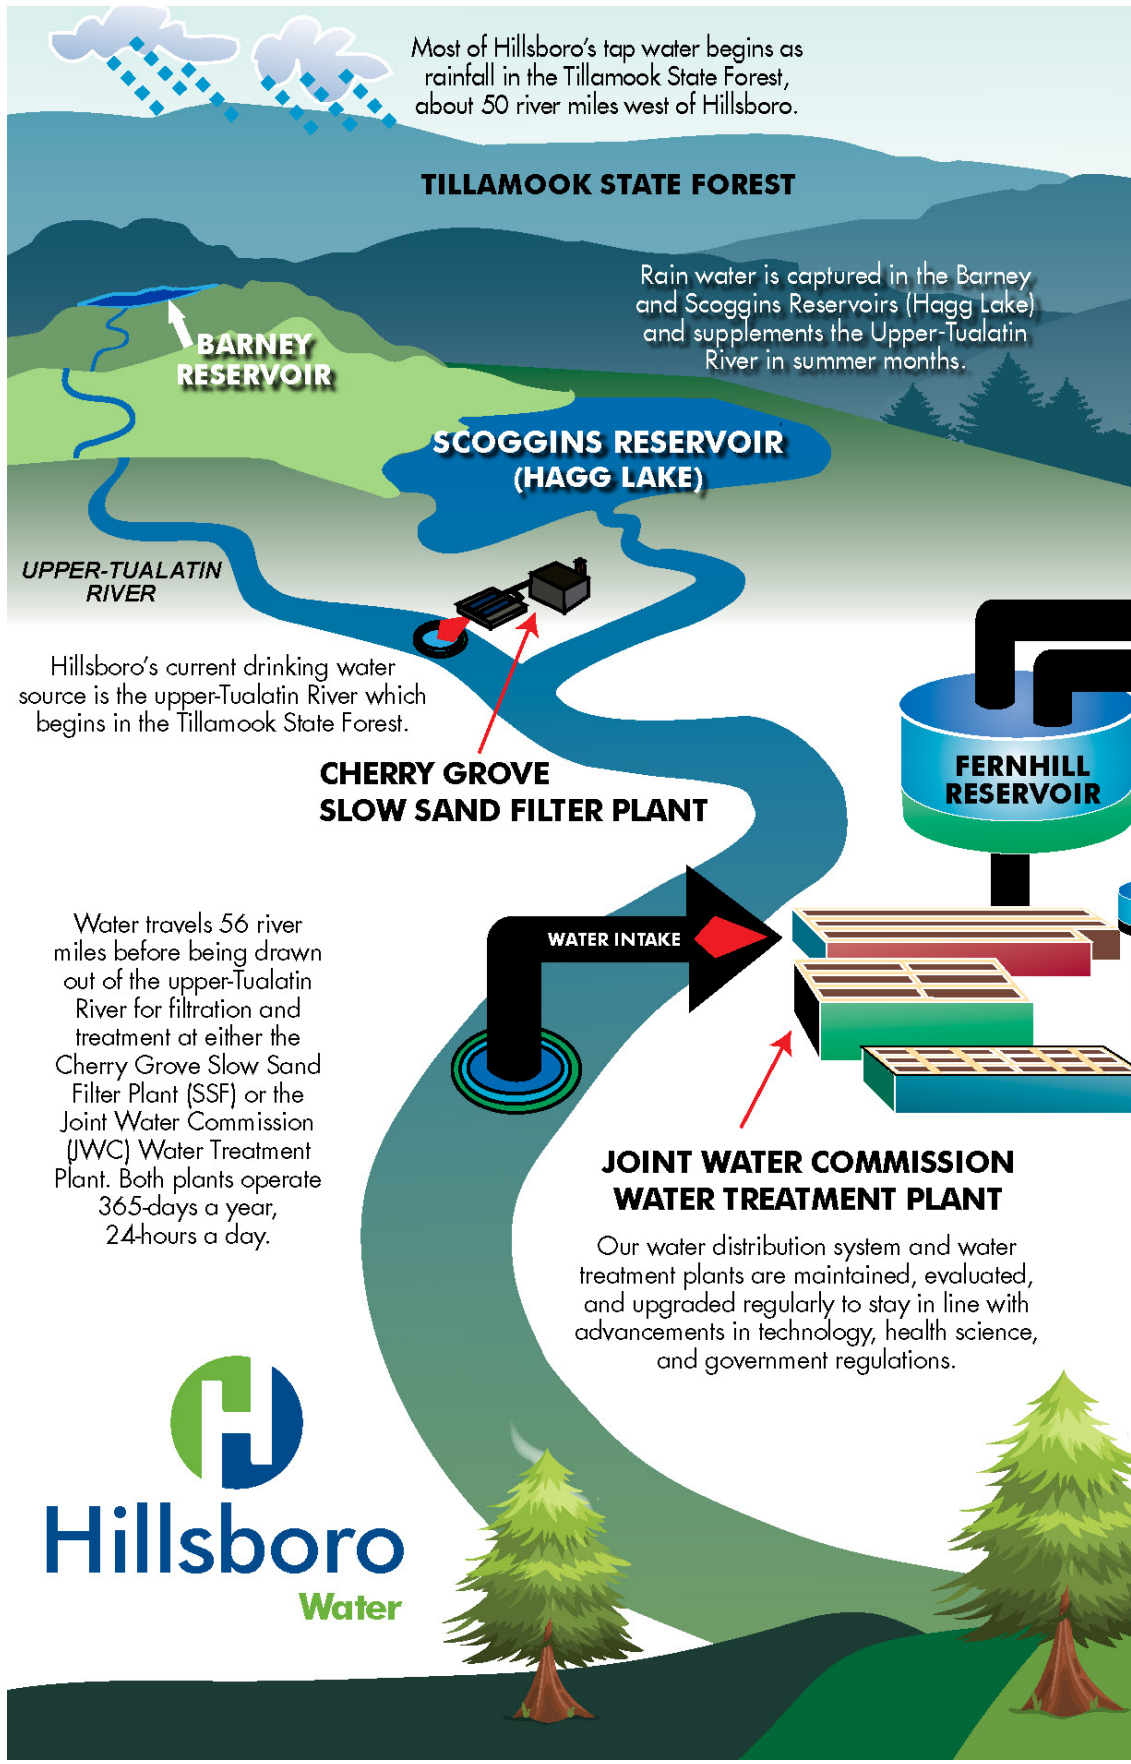 Most of Hillsboro's tap water begins as
rainfall in the Tillamook State Forest,
about 50 river miles west of Hillsboro.
TILLAMOOK STATE FOREST
Rain water is captured in the Barney
and Scoggins Reservoirs (Hagg Lake)
and supplements the Upper-Tualatin
River in summer months.
BARNEY
RESERVOIR
SCOGGINS RESERVOIR
(HAGG LAKE)
UPPER-TUALATIN
RIVER
Hillsboro's current drinking water
source is the upper-Tualatin River which
begins in the Tillamook State Forest.
CHERRY GROVE
SLOW SAND FILTER PLANT
FERNHILL
RESERVOIR
Water travels 56 river
miles before being drawn
out of the upper-Tualatin
River for filtration and
treatment at either the
Cherry Grove Slow Sand
Filter Plant (SSF) or the
Joint Water Commission
(JWC) Water Treatment
Plant. Both plants operate
365-days a year,
24-hours a day.
WATER INTAKE
JOINT WATER COMMISSION
WATER TREATMENT PLANT
Our water distribution system and water
treatment plants are maintained, evaluated,
and upgraded regularly to stay in line with
advancements in technology, health science,
and government regulations.
H
Hillsboro
Water